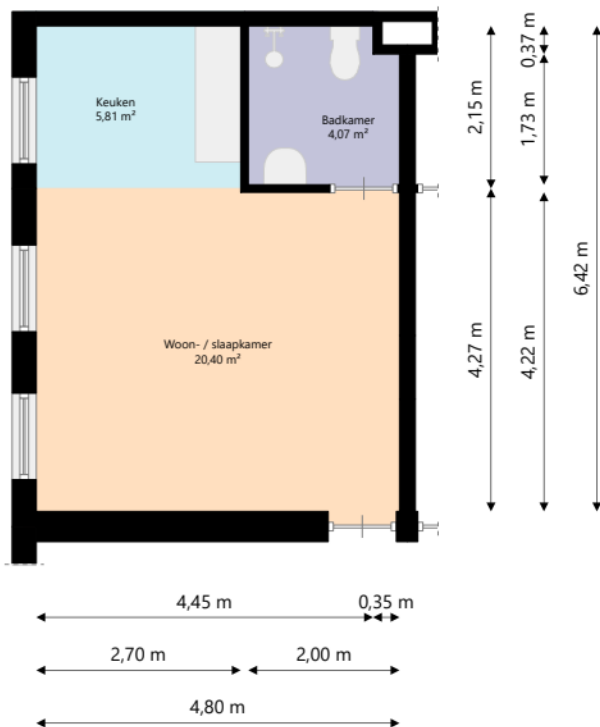 Keuken
5,81 m²
Badkamer
4,07 m²
Woon- / slaapkamer
20,40 m²
2,15 m
0,37 m
1,73 m
6,42 m
4,27 m
4,22 m
4,45 m
0,35 m
2,70 m
2,00 m
4,80 m